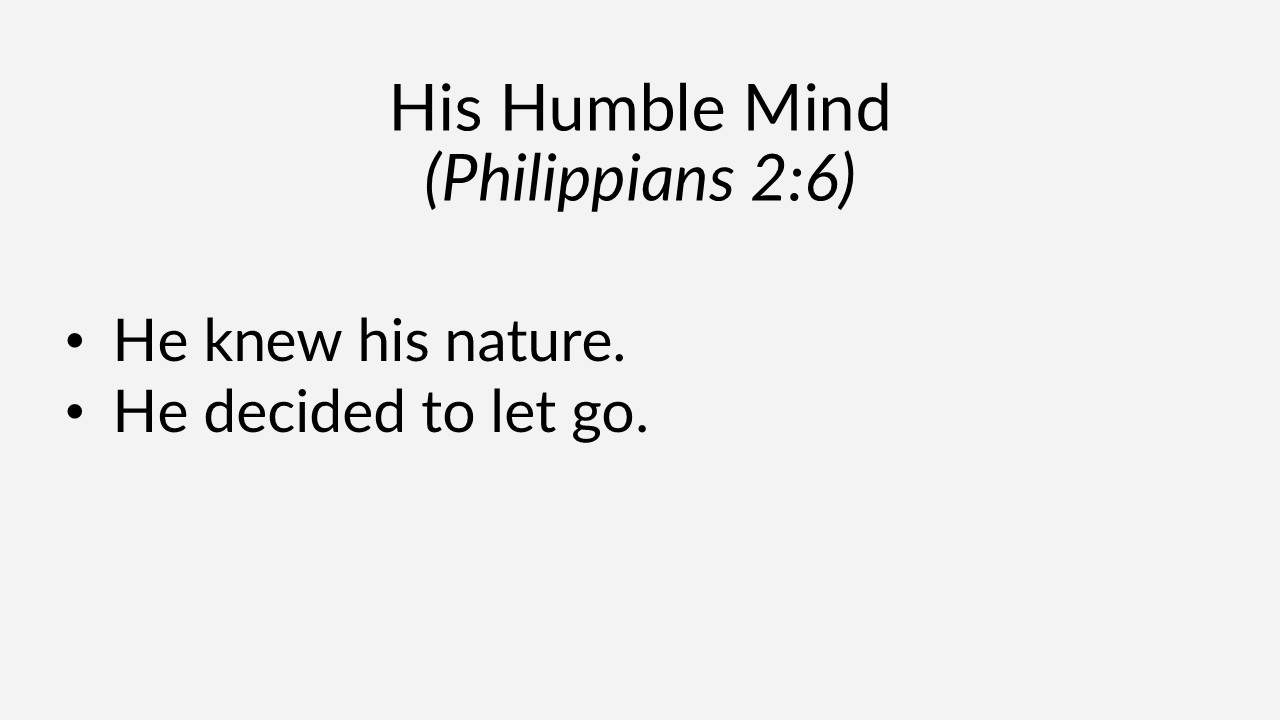 His Humble Mind
(Philippians 2:6)
• He knew his nature.
• He decided to let go.